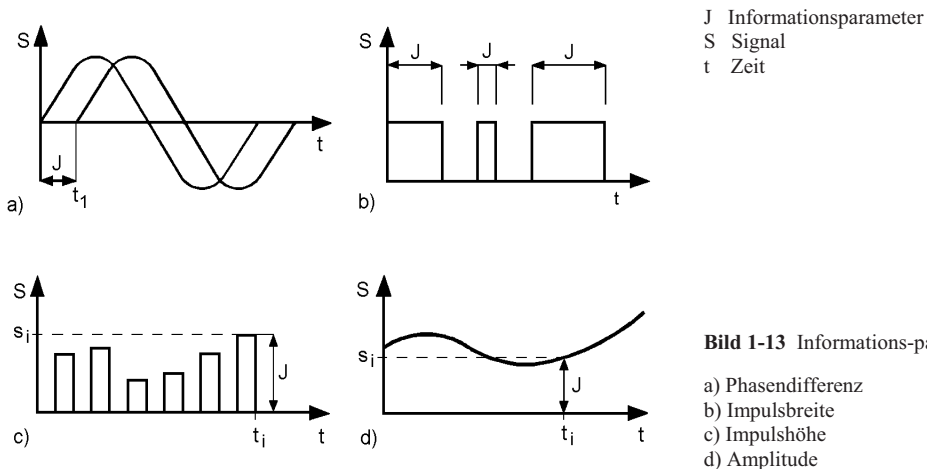 J Informationsparameter
S Signal
t Zeit
S
J
t₁
t
a)
S
J
J
J
t
b)
S
sᵢ
J
tᵢ
t
c)
S
sᵢ
J
tᵢ
t
d)
Bild 1-13 Informations-pa
a) Phasendifferenz
b) Impulsbreite
c) Impulshöhe
d) Amplitude